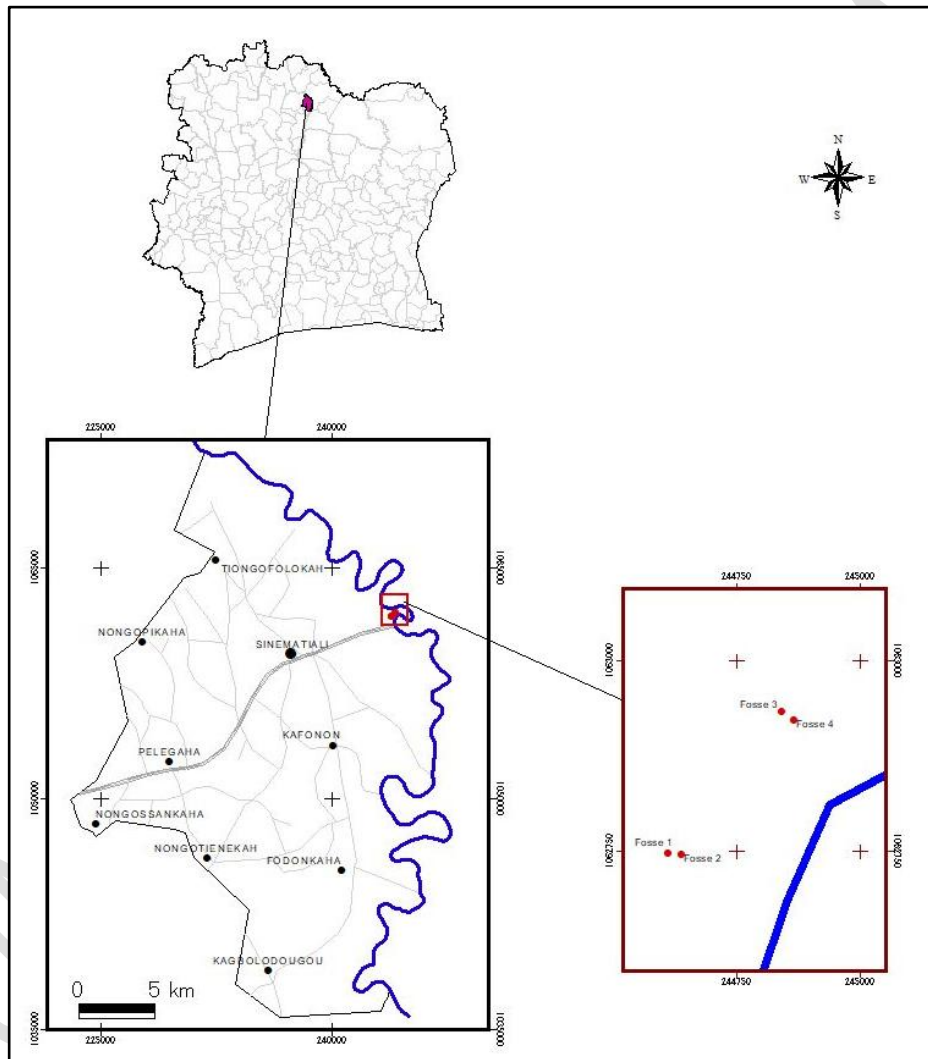 N
W E
S
225000 240000
1065000 1065000
TIONGOFOLOKAH
NONGOPIKAHA
SINEMATIALI
KAFONON
PELEGAHA
1050000 1050000
NONGOSSANKAHA
NONGOTIENEKAH
FODONKAHA
KAGBOLODOUGOU
0 5 km
1035000 1035000
225000 240000
244750 245000
1063000 1063000
Fosse 3
Fosse 4
Fosse 1
Fosse 2
1062750 1062750
244750 245000